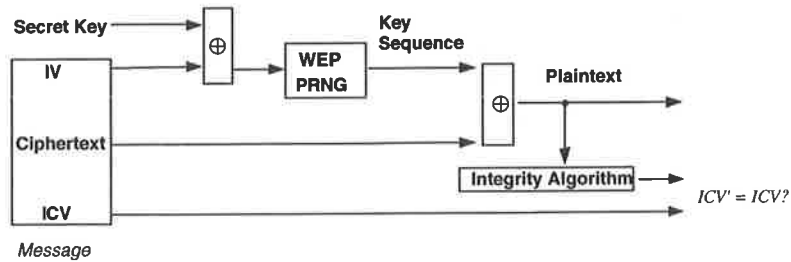 Secret Key
IV
Ciphertext
ICV
Message
⊕
WEP
PRNG
Key
Sequence
⊕
Plaintext
Integrity Algorithm
ICV' = ICV?